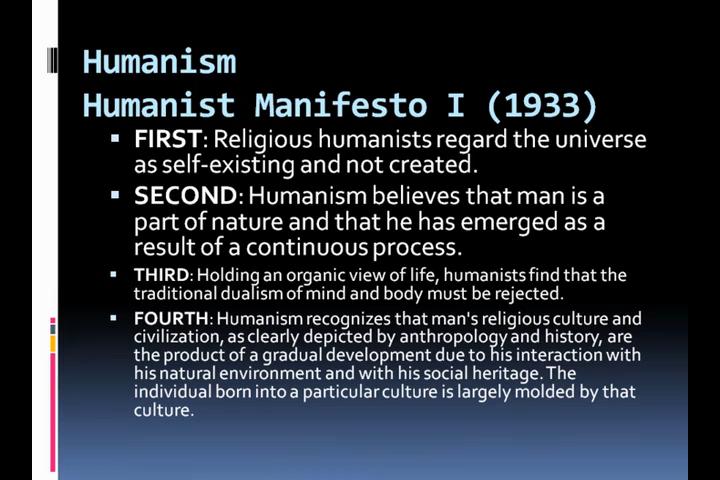 Humanism
Humanist Manifesto I (1933)
▪ FIRST: Religious humanists regard the universe
as self-existing and not created.
▪ SECOND: Humanism believes that man is a
part of nature and that he has emerged as a
result of a continuous process.
▪ THIRD: Holding an organic view of life, humanists find that the
traditional dualism of mind and body must be rejected.
▪ FOURTH: Humanism recognizes that man's religious culture and
civilization, as clearly depicted by anthropology and history, are
the product of a gradual development due to his interaction with
his natural environment and with his social heritage. The
individual born into a particular culture is largely molded by that
culture.